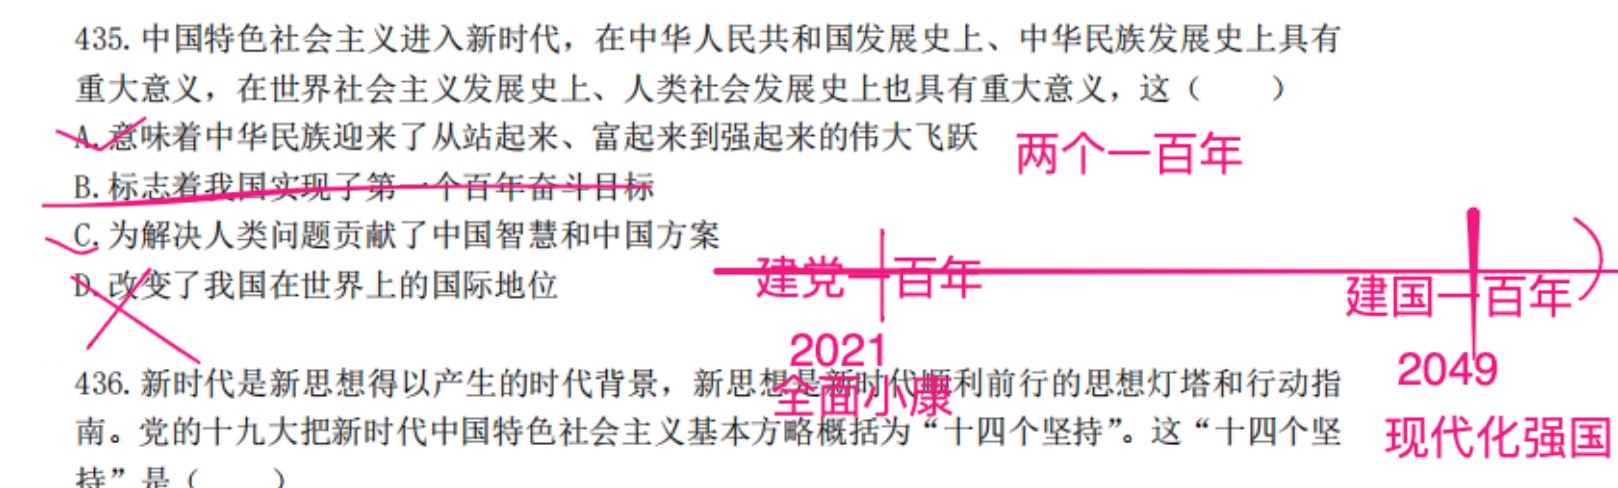 435. 中国特色社会主义进入新时代，在中华人民共和国发展史上、中华民族发展史上具有
重大意义，在世界社会主义发展史上、人类社会发展史上也具有重大意义，这（　　）
A. 意味着中华民族迎来了从站起来、富起来到强起来的伟大飞跃
两个一百年
B. 标志着我国实现了第一个百年奋斗目标
C. 为解决人类问题贡献了中国智慧和中国方案
建党一百年
D. 改变了我国在世界上的国际地位
建国一百年
2021
全面小康
2049
现代化强国
436. 新时代是新思想得以产生的时代背景，新思想是新时代顺利前行的思想灯塔和行动指
南。党的十九大把新时代中国特色社会主义基本方略概括为“十四个坚持”。这“十四个坚
持”是（　　）